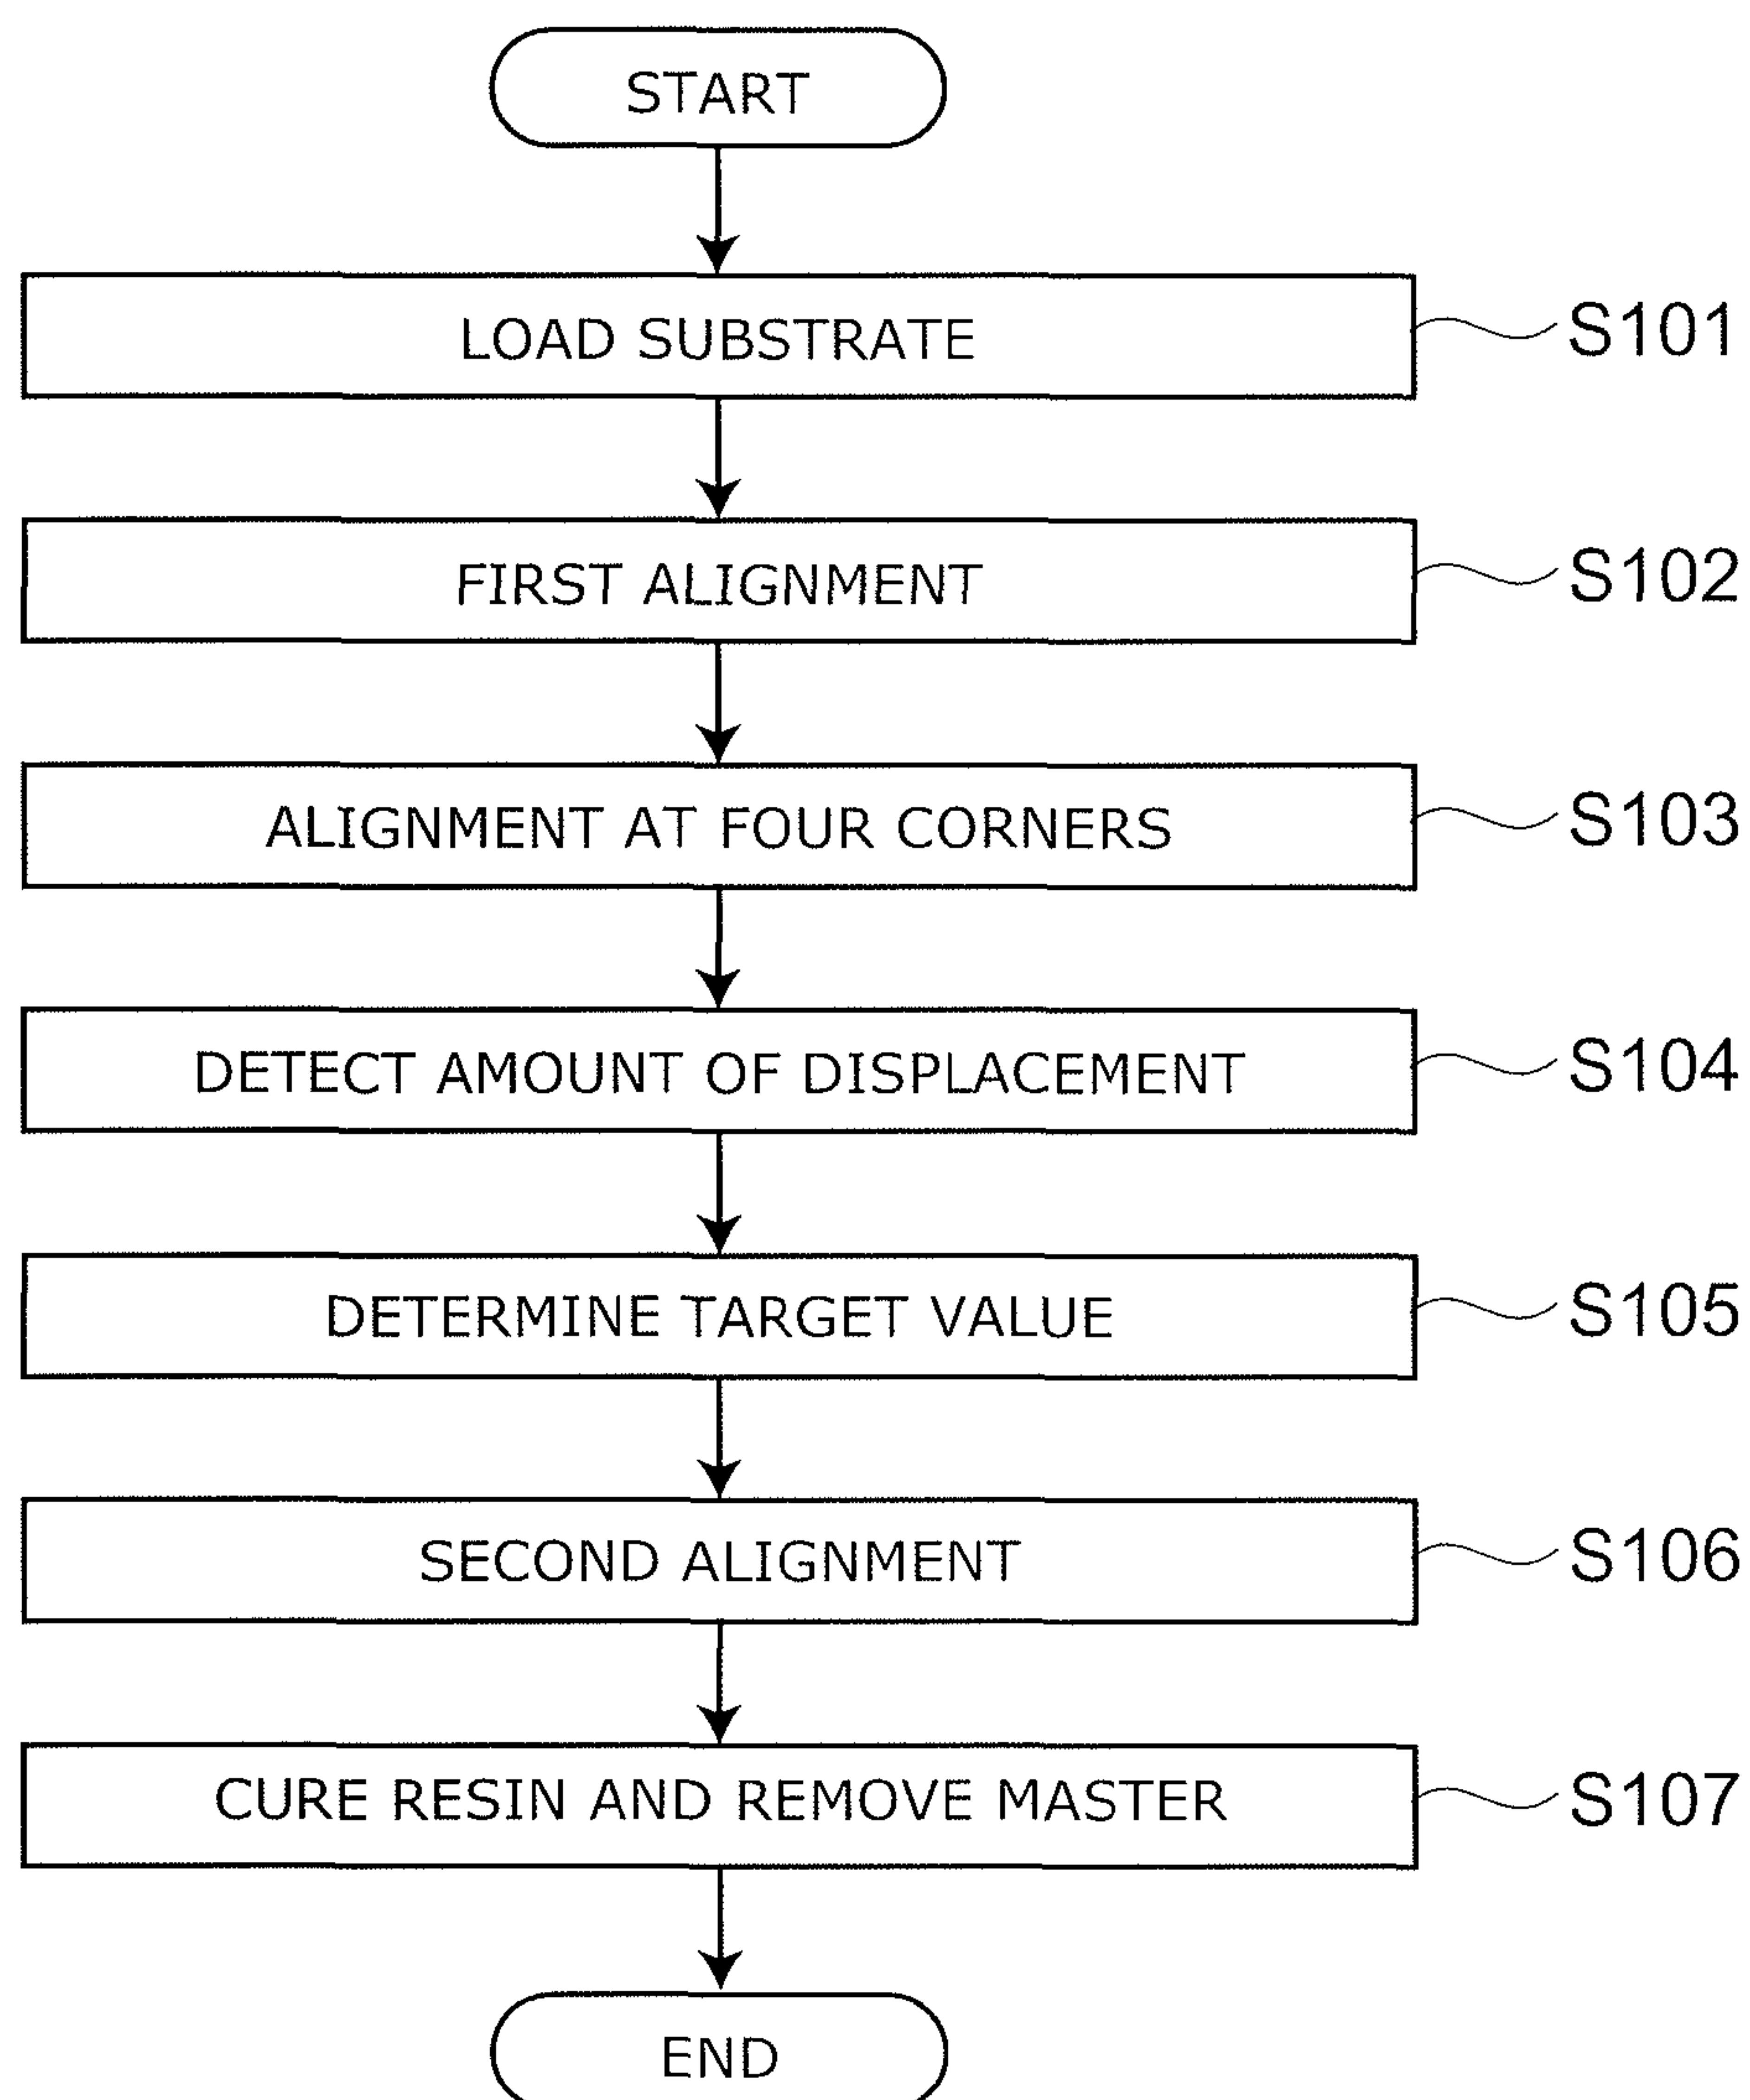 START
LOAD SUBSTRATE S101
FIRST ALIGNMENT S102
ALIGNMENT AT FOUR CORNERS S103
DETECT AMOUNT OF DISPLACEMENT S104
DETERMINE TARGET VALUE S105
SECOND ALIGNMENT S106
CURE RESIN AND REMOVE MASTER S107
END